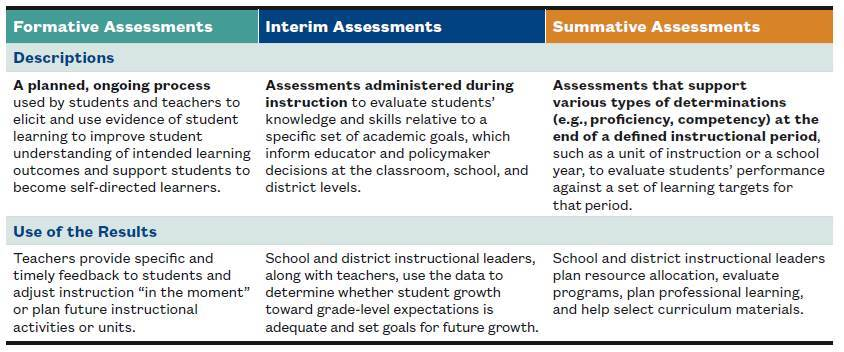 Formative Assessments
Interim Assessments
Summative Assessments
Descriptions
A planned, ongoing process
used by students and teachers to
elicit and use evidence of student
learning to improve student
understanding of intended learning
outcomes and support students to
become self-directed learners.
Assessments administered during
instruction to evaluate students’
knowledge and skills relative to a
specific set of academic goals, which
inform educator and policymaker
decisions at the classroom, school, and
district levels.
Assessments that support
various types of determinations
(e.g., proficiency, competency) at the
end of a defined instructional period,
such as a unit of instruction or a school
year, to evaluate students’ performance
against a set of learning targets for
that period.
Use of the Results
Teachers provide specific and
timely feedback to students and
adjust instruction “in the moment”
or plan future instructional
activities or units.
School and district instructional leaders,
along with teachers, use the data to
determine whether student growth
toward grade-level expectations is
adequate and set goals for future growth.
School and district instructional leaders
plan resource allocation, evaluate
programs, plan professional learning,
and help select curriculum materials.